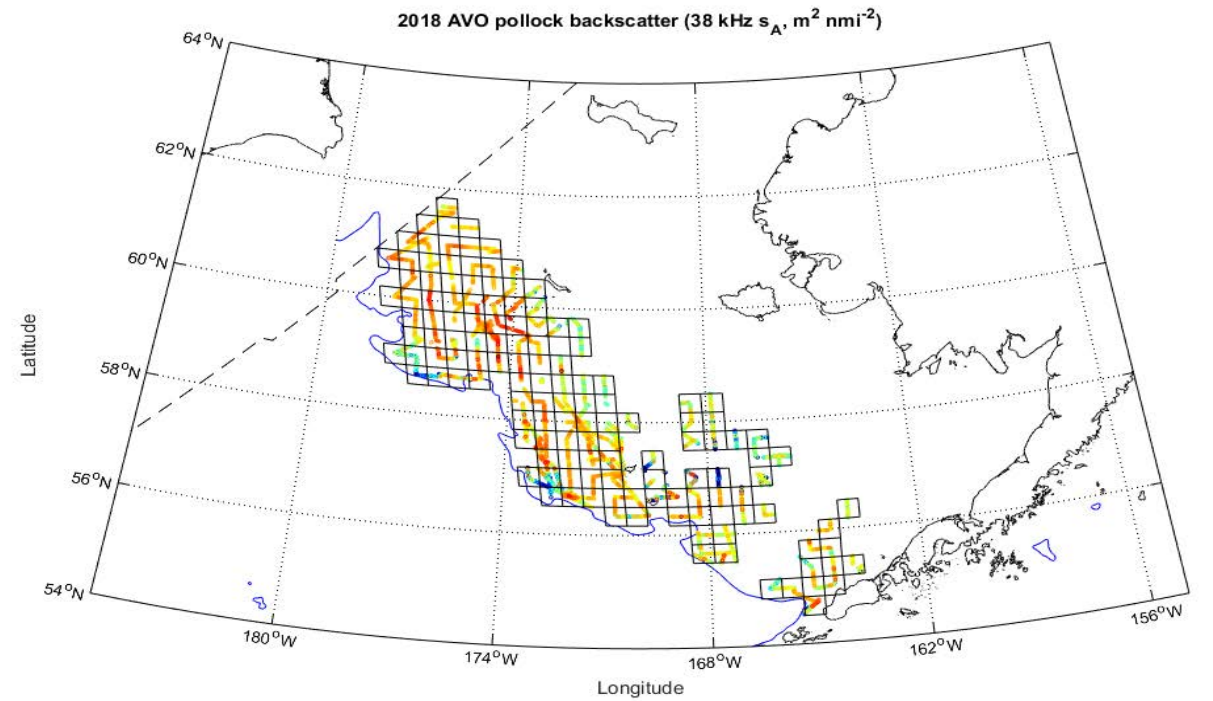 2018 AVO pollock backscatter (38 kHz s_A, m² nmi⁻²)
64°N
62°N
60°N
58°N
56°N
54°N
Latitude
180°W
174°W
168°W
162°W
156°W
Longitude